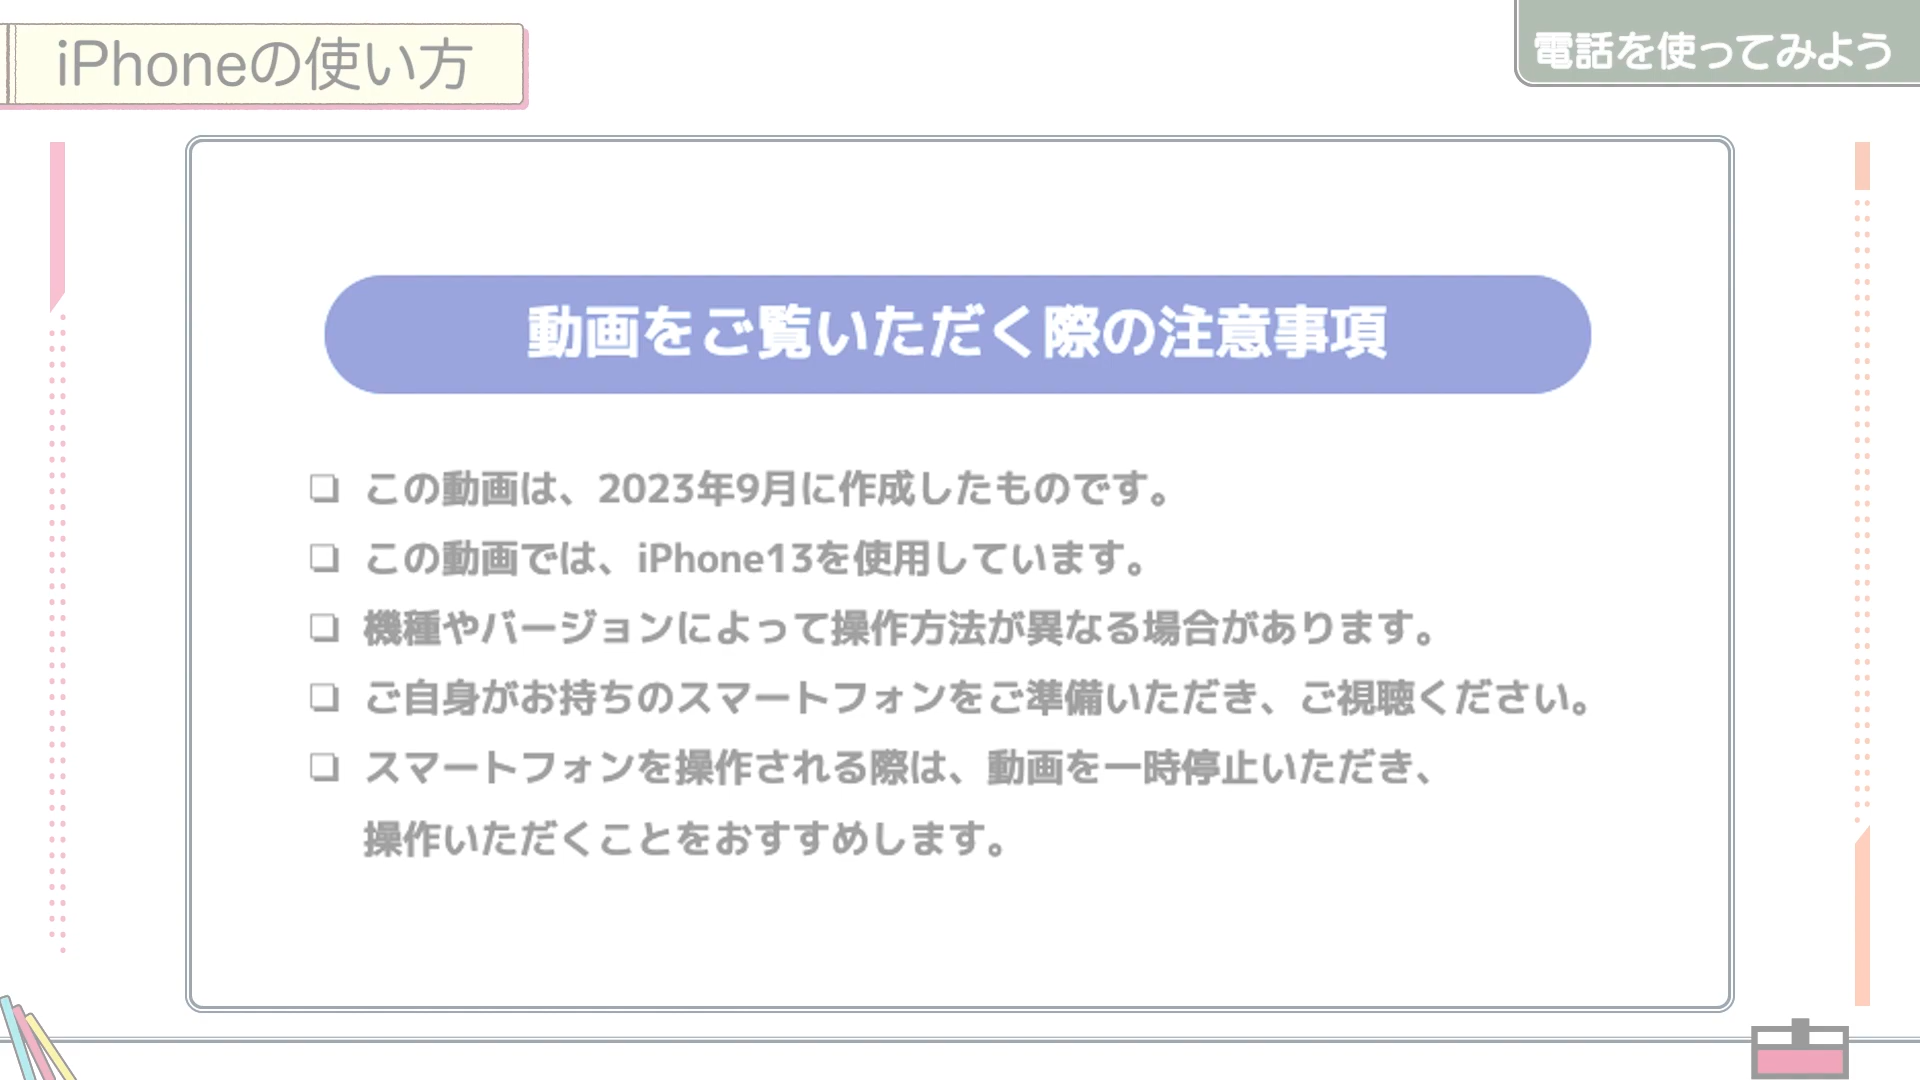 iPhoneの使い方
電話を使ってみよう
動画をご覧いただく際の注意事項
❏ この動画は、2023年9月に作成したものです。
❏ この動画では、iPhone13を使用しています。
❏ 機種やバージョンによって操作方法が異なる場合があります。
❏ ご自身がお持ちのスマートフォンをご準備いただき、ご視聴ください。
❏ スマートフォンを操作される際は、動画を一時停止いただき、
操作いただくことをおすすめします。